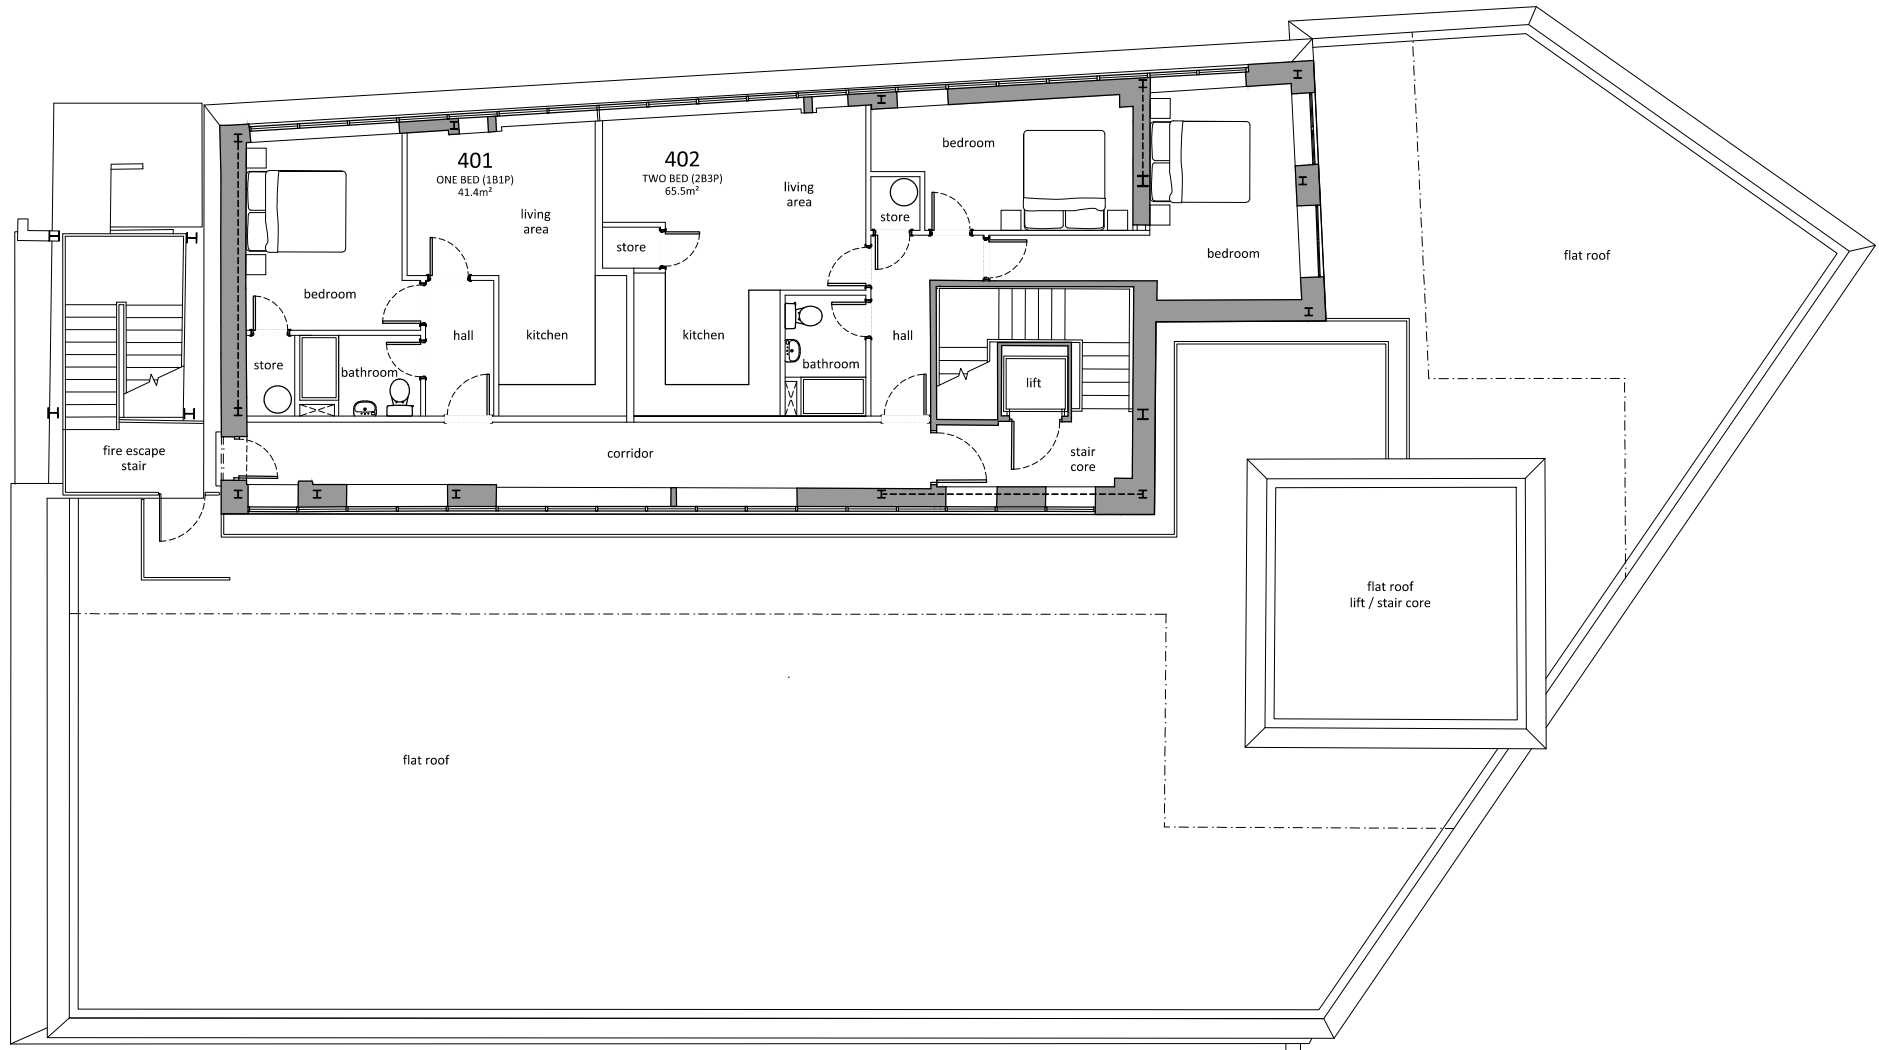 401
ONE BED (1B1P)
41.4m²
living
area
bedroom
hall
kitchen
store
bathroom
402
TWO BED (2B3P)
65.5m²
living
area
store
kitchen
bathroom
hall
store
bedroom
bedroom
lift
stair
core
corridor
fire escape
stair
flat roof
flat roof
lift / stair core
flat roof